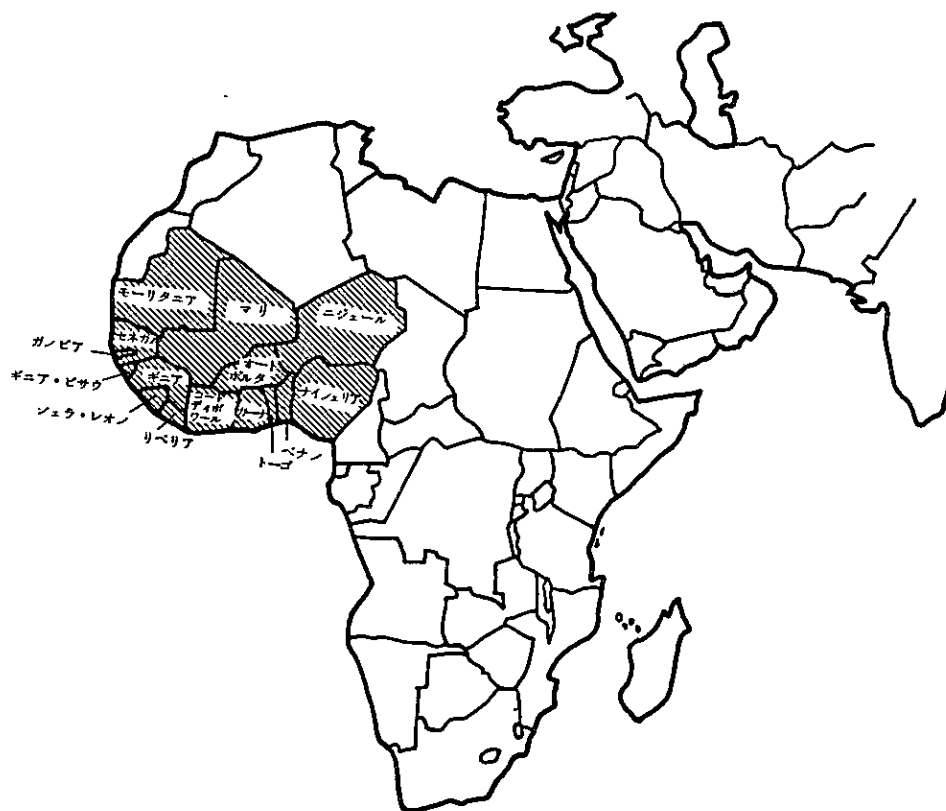 モーリタニア
マリ
ニジェール
セネガル
ガンビア
ギニア・ビサウ
ギニア
オート
ボルタ
ナイジェリア
コート
ディボ
ワール
ガーナ
シェラ・レオン
リベリア
ベナン
トーゴ